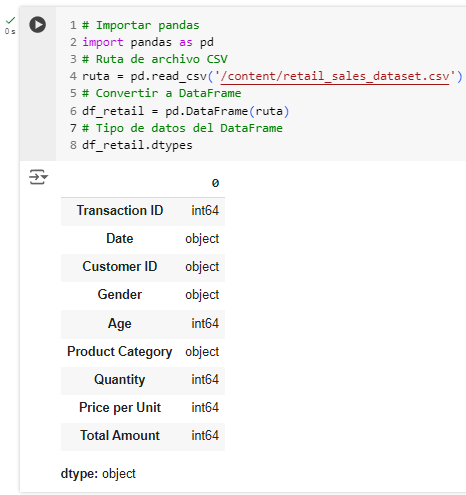 0 s
1 # Importar pandas
2 import pandas as pd
3 # Ruta de archivo CSV
4 ruta = pd.read_csv('/content/retail_sales_dataset.csv')
5 # Convertir a DataFrame
6 df_retail = pd.DataFrame(ruta)
7 # Tipo de datos del DataFrame
8 df_retail.dtypes
0
Transaction ID int64
Date object
Customer ID object
Gender object
Age int64
Product Category object
Quantity int64
Price per Unit int64
Total Amount int64
dtype: object